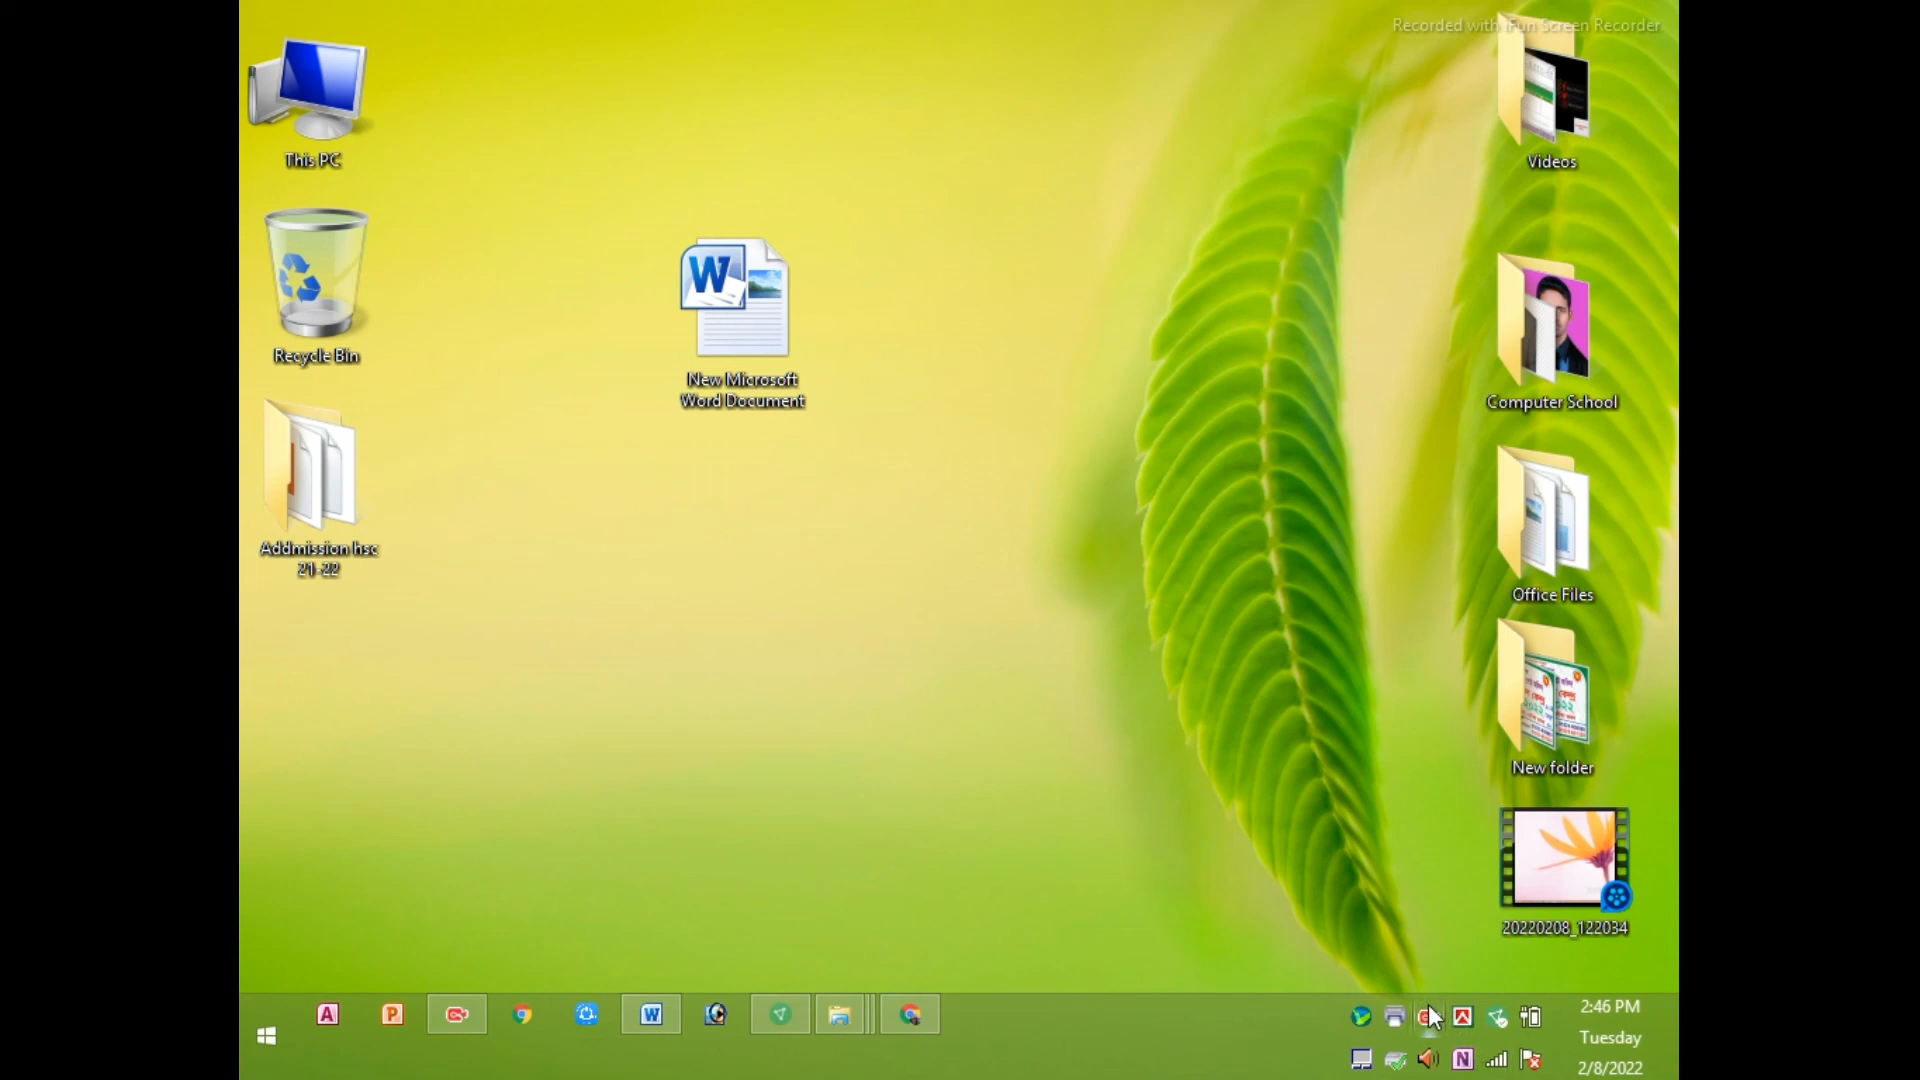 Recorded with iFun Screen Recorder
This PC
Videos
Recycle Bin
New Microsoft
Word Document
Computer School
Addmission hsc
21-22
Office Files
New folder
20220208_122034
2:46 PM
Tuesday
2/8/2022